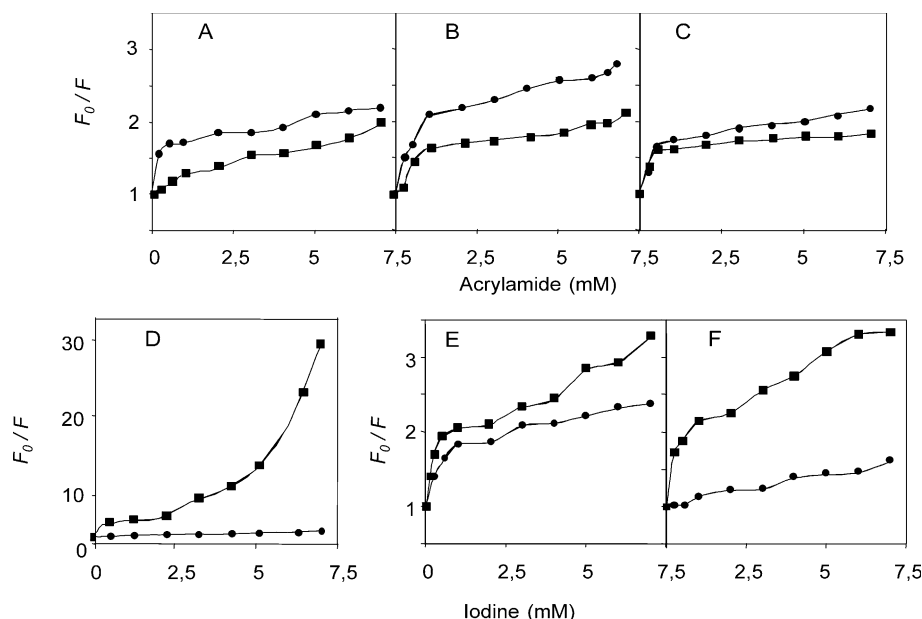 A B C
3
2
1
F0 / F
0 2,5 5 7,5 2,5 5 7,5 2,5 5 7,5
Acrylamide (mM)
D E F
30
20
10
0
F0 / F
3
2
1
F0 / F
0 2,5 5 7,5 0 2,5 5 7,5 2,5 5 7,5
Iodine (mM)